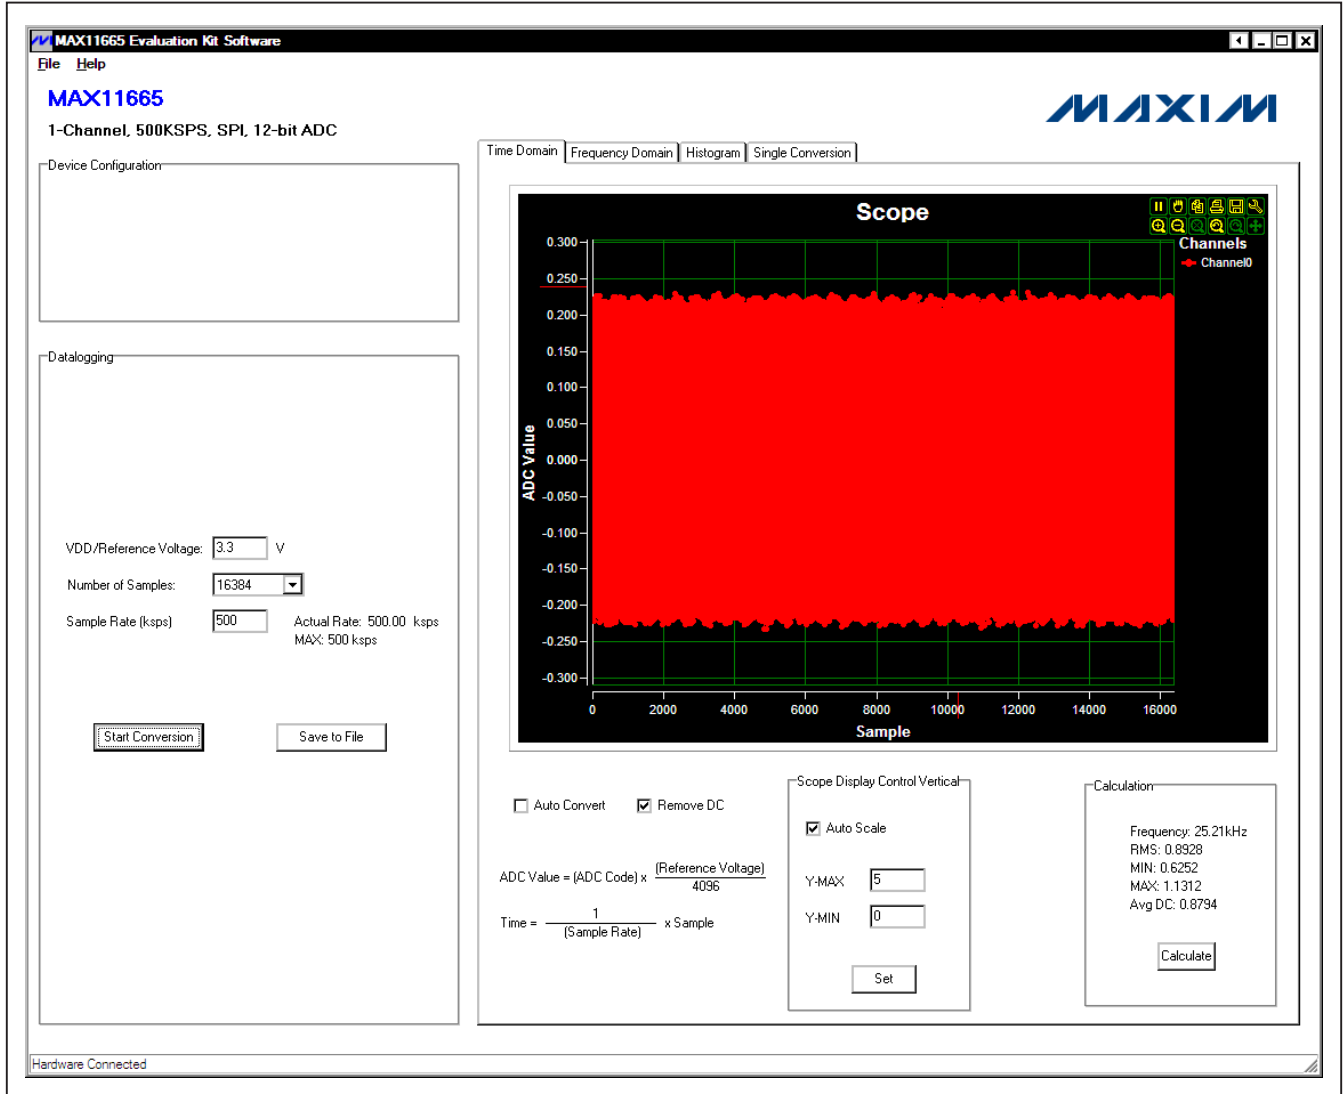 MAX11665 Evaluation Kit Software
File Help
MAX11665
1-Channel, 500KSPS, SPI, 12-bit ADC
MAXIM
Device Configuration
Datalogging
VDD/Reference Voltage: 3.3 V
Number of Samples: 16384
Sample Rate (ksps) 500 Actual Rate: 500.00 ksps
MAX: 500 ksps
Start Conversion Save to File
Time Domain Frequency Domain Histogram Single Conversion
Scope
Channels
Channel0
ADC Value
0.300
0.250
0.200
0.150
0.100
0.050
0.000
-0.050
-0.100
-0.150
-0.200
-0.250
-0.300
0 2000 4000 6000 8000 10000 12000 14000 16000
Sample
Auto Convert Remove DC
ADC Value = (ADC Code) x (Reference Voltage)
4096
Time = 1
(Sample Rate) x Sample
Scope Display Control Vertical
Auto Scale
Y-MAX 5
Y-MIN 0
Set
Calculation
Frequency: 25.21kHz
RMS: 0.8928
MIN: 0.6252
MAX: 1.1312
Avg DC: 0.8794
Calculate
Hardware Connected